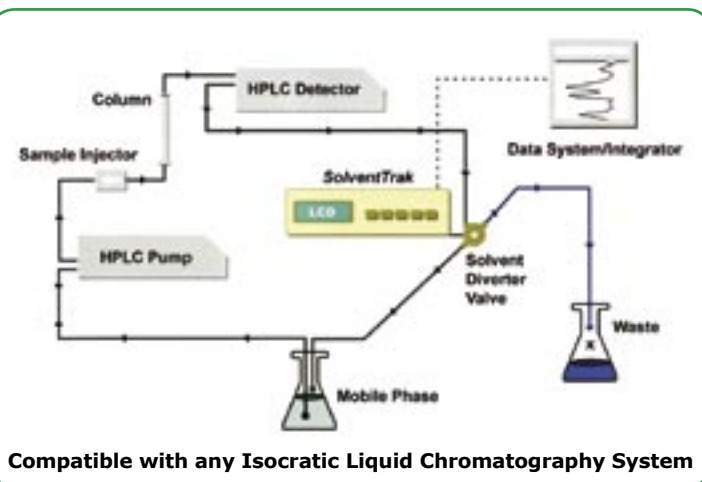 HPLC Detector
Column
Data System/Integrator
Sample Injector
SolventTrak
LCD
HPLC Pump
Solvent
Diverter
Valve
Waste
X
Mobile Phase
Compatible with any Isocratic Liquid Chromatography System